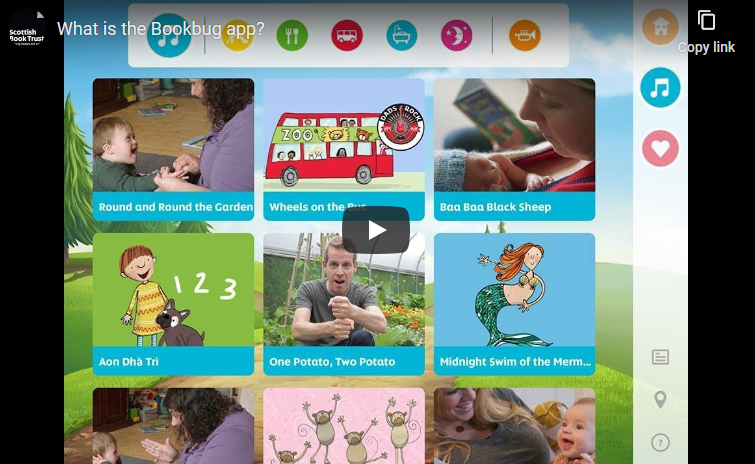 Scottish
Book Trust
What is the Bookbug app?
Copy link
ZOO
DADS ROCK
Round and Round the Garden
Wheels on the Bus
Baa Baa Black Sheep
1 2 3
Aon Dhà Trì
One Potato, Two Potato
Midnight Swim of the Merm...
?